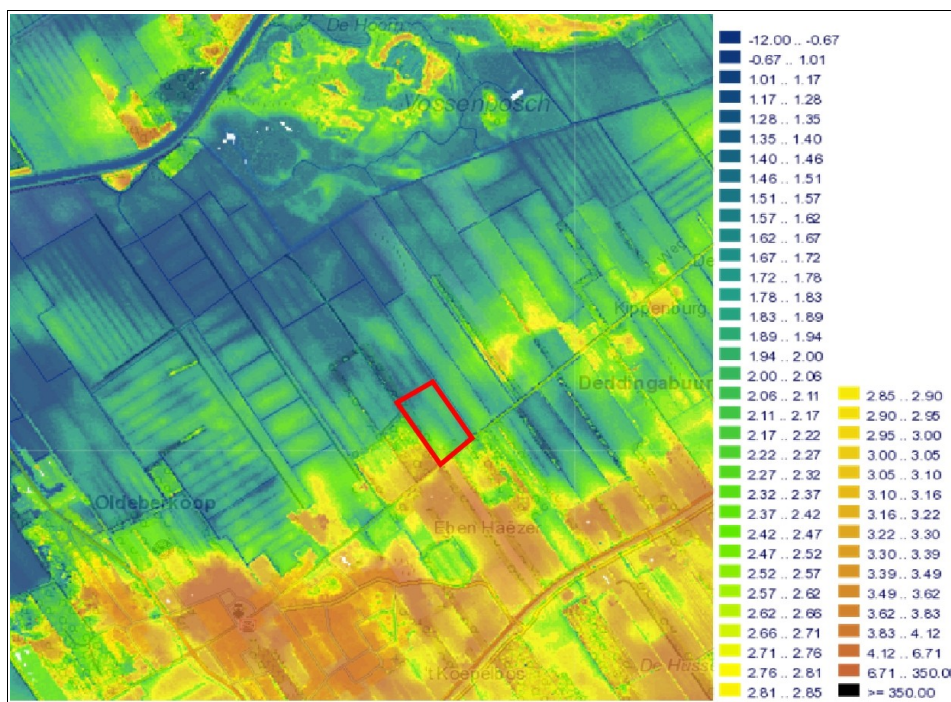 De Hoorn
Vossenbosch
Kippenburg
Deddingabuur
Oldeberkoop
Eben Haëzer
't Koepelbos
-12.00 .. -0.67
-0.67 .. 1.01
1.01 .. 1.17
1.17 .. 1.28
1.28 .. 1.35
1.35 .. 1.40
1.40 .. 1.46
1.46 .. 1.51
1.51 .. 1.57
1.57 .. 1.62
1.62 .. 1.67
1.67 .. 1.72
1.72 .. 1.78
1.78 .. 1.83
1.83 .. 1.89
1.89 .. 1.94
1.94 .. 2.00
2.00 .. 2.06
2.06 .. 2.11
2.11 .. 2.17
2.17 .. 2.22
2.22 .. 2.27
2.27 .. 2.32
2.32 .. 2.37
2.37 .. 2.42
2.42 .. 2.47
2.47 .. 2.52
2.52 .. 2.57
2.57 .. 2.62
2.62 .. 2.66
2.66 .. 2.71
2.71 .. 2.76
2.76 .. 2.81
2.81 .. 2.85
2.85 .. 2.90
2.90 .. 2.95
2.95 .. 3.00
3.00 .. 3.05
3.05 .. 3.10
3.10 .. 3.16
3.16 .. 3.22
3.22 .. 3.30
3.30 .. 3.39
3.39 .. 3.49
3.49 .. 3.62
3.62 .. 3.83
3.83 .. 4.12
4.12 .. 6.71
6.71 .. 350.00
>= 350.00